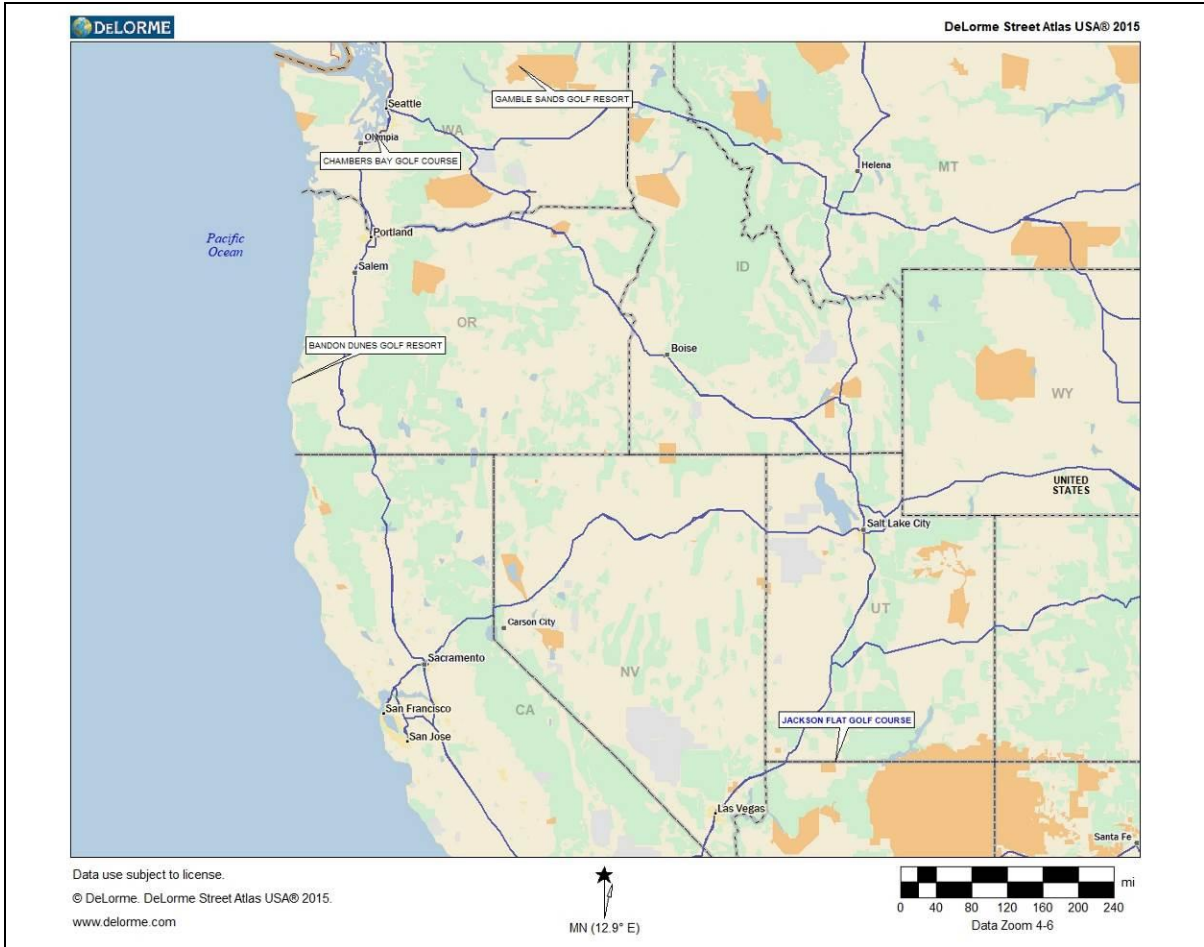 DELORME
DeLorme Street Atlas USA® 2015
GAMBLE SANDS GOLF RESORT
Seattle
WA
Olympia
CHAMBERS BAY GOLF COURSE
Helena
MT
Portland
Pacific
Ocean
Salem
ID
OR
BANDON DUNES GOLF RESORT
Boise
WY
UNITED
STATES
Salt Lake City
UT
Carson City
Sacramento
NV
CA
San Francisco
JACKSON FLAT GOLF COURSE
San Jose
Las Vegas
Santa Fe
Data use subject to license.
© DeLorme. DeLorme Street Atlas USA® 2015.
www.delorme.com
MN (12.9° E)
mi
0 40 80 120 160 200 240
Data Zoom 4-6